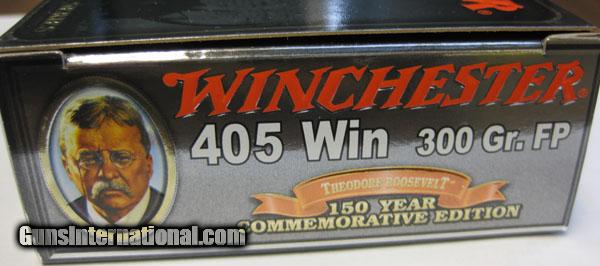 WINCHESTER®
405 Win 300 Gr. FP
THEODORE ROOSEVELT
150 YEAR
COMMEMORATIVE EDITION
GunsInternational.com